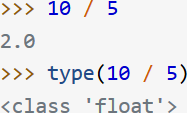 >>> 10 / 5
2.0
>>> type(10 / 5)
<class 'float'>